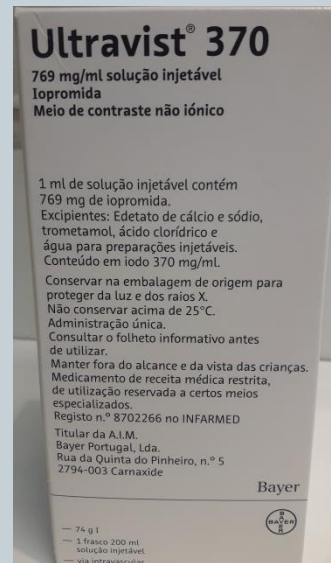 Ultravist® 370
769 mg/ml solução injetável
Iopromida
Meio de contraste não iónico
1 ml de solução injetável contém
769 mg de iopromida.
Excipientes: Edetato de cálcio e sódio,
trometamol, ácido clorídrico e
água para preparações injetáveis.
Conteúdo em iodo 370 mg/ml.
Conservar na embalagem de origem para
proteger da luz e dos raios X.
Não conservar acima de 25°C.
Administração única.
Consultar o folheto informativo antes
de utilizar.
Manter fora do alcance e da vista das crianças.
Medicamento de receita médica restrita,
de utilização reservada a certos meios
especializados.
Registo n.º 8702266 no INFARMED
Titular da A.I.M.
Bayer Portugal, Lda.
Rua da Quinta do Pinheiro, n.º 5
2794-003 Carnaxide
Bayer
BAYER
BAYER
— 74 g I
— 1 frasco 200 ml
solução injetável
— via intravascular